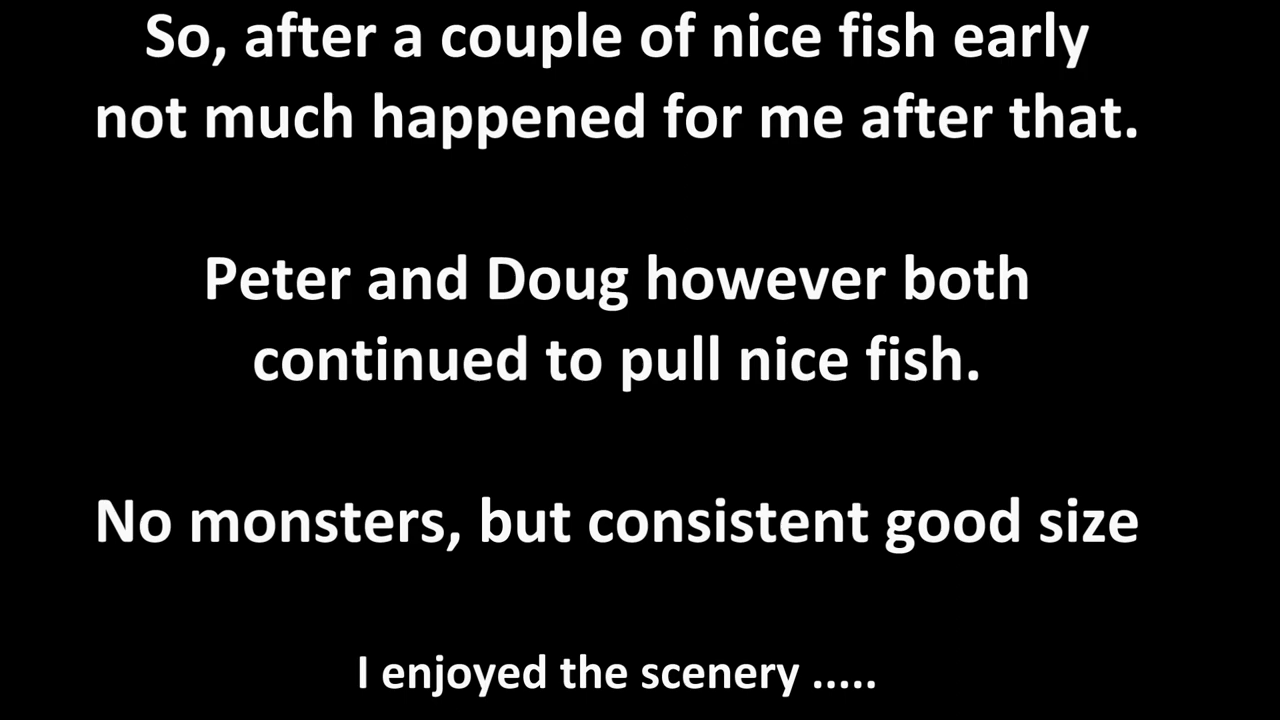 So, after a couple of nice fish early
not much happened for me after that.
Peter and Doug however both
continued to pull nice fish.
No monsters, but consistent good size
I enjoyed the scenery .....